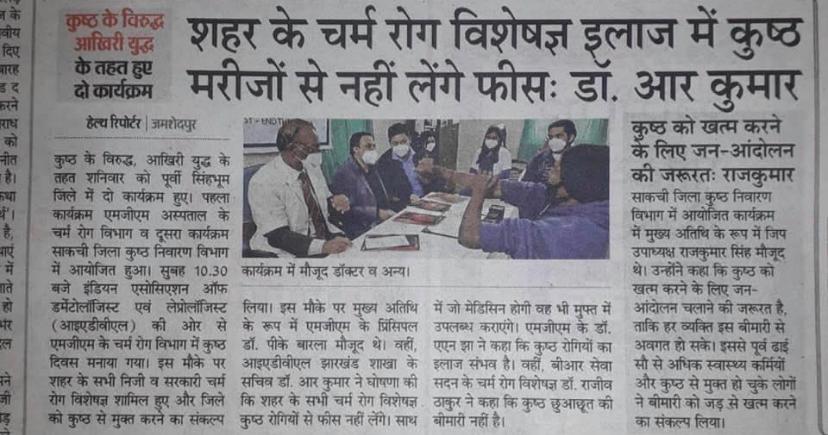 कुष्ठ के विरुद्ध
आखिरी युद्ध
के तहत हुए
दो कार्यक्रम
शहर के चर्म रोग विशेषज्ञ इलाज में कुष्ठ
मरीजों से नहीं लेंगे फीसः डॉ. आर कुमार
हेल्थ रिपोर्टर | जमशेदपुर
कुष्ठ के विरुद्ध, आखिरी युद्ध के
तहत शनिवार को पूर्वी सिंहभूम
जिले में दो कार्यक्रम हुए। पहला
कार्यक्रम एमजीएम अस्पताल के
चर्म रोग विभाग व दूसरा कार्यक्रम
साकची जिला कुष्ठ निवारण विभाग
में आयोजित हुआ। सुबह 10.30
बजे इंडियन एसोसिएशन ऑफ
डर्मेटोलॉजिस्ट एवं लेप्रोलॉजिस्ट
(आइएडीवीएल) की ओर से
एमजीएम के चर्म रोग विभाग में कुष्ठ
दिवस मनाया गया। इस मौके पर
शहर के सभी निजी व सरकारी चर्म
रोग विशेषज्ञ शामिल हुए और जिले
को कुष्ठ से मुक्त करने का संकल्प
कार्यक्रम में मौजूद डॉक्टर व अन्य।
लिया। इस मौके पर मुख्य अतिथि
के रूप में एमजीएम के प्रिंसिपल
डॉ. पीके बारला मौजूद थे। वहीं,
आइएडीवीएल झारखंड शाखा के
सचिव डॉ. आर कुमार ने घोषणा की
कि शहर के सभी चर्म रोग विशेषज्ञ
कुष्ठ रोगियों से फीस नहीं लेंगे। साथ
में जो मेडिसिन होगी वह भी मुफ्त में
उपलब्ध कराएंगे। एमजीएम के डॉ.
एएन झा ने कहा कि कुष्ठ रोगियों का
इलाज संभव है। वहीं, बीआर सेवा
सदन के चर्म रोग विशेषज्ञ डॉ. राजीव
ठाकुर ने कहा कि कुष्ठ छुआछूत की
बीमारी नहीं है।
कुष्ठ को खत्म करने
के लिए जन-आंदोलन
की जरूरतः राजकुमार
साकची जिला कुष्ठ निवारण
विभाग में आयोजित कार्यक्रम
में मुख्य अतिथि के रूप में जिप
उपाध्यक्ष राजकुमार सिंह मौजूद
थे। उन्होंने कहा कि कुष्ठ को
खत्म करने के लिए जन-
आंदोलन चलाने की जरूरत है,
ताकि हर व्यक्ति इस बीमारी से
अवगत हो सके। इससे पूर्व ढाई
सौ से अधिक स्वास्थ्य कर्मियों
और कुष्ठ से मुक्त हो चुके लोगों
ने बीमारी को जड़ से खत्म करने
का संकल्प लिया।